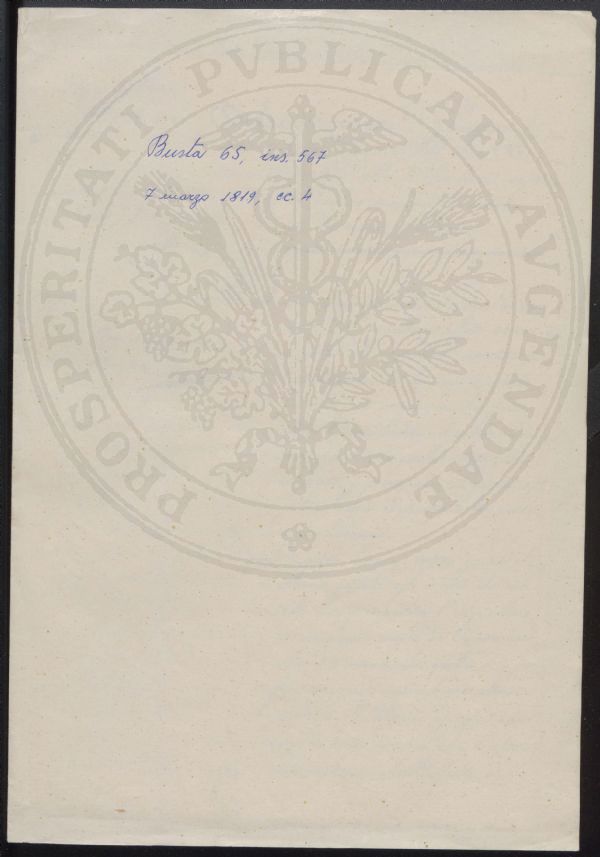 Busta 65, ins. 567
7 marzo 1819, cc. 4
PROSPERITATI PVBLICAE AVGENDAE